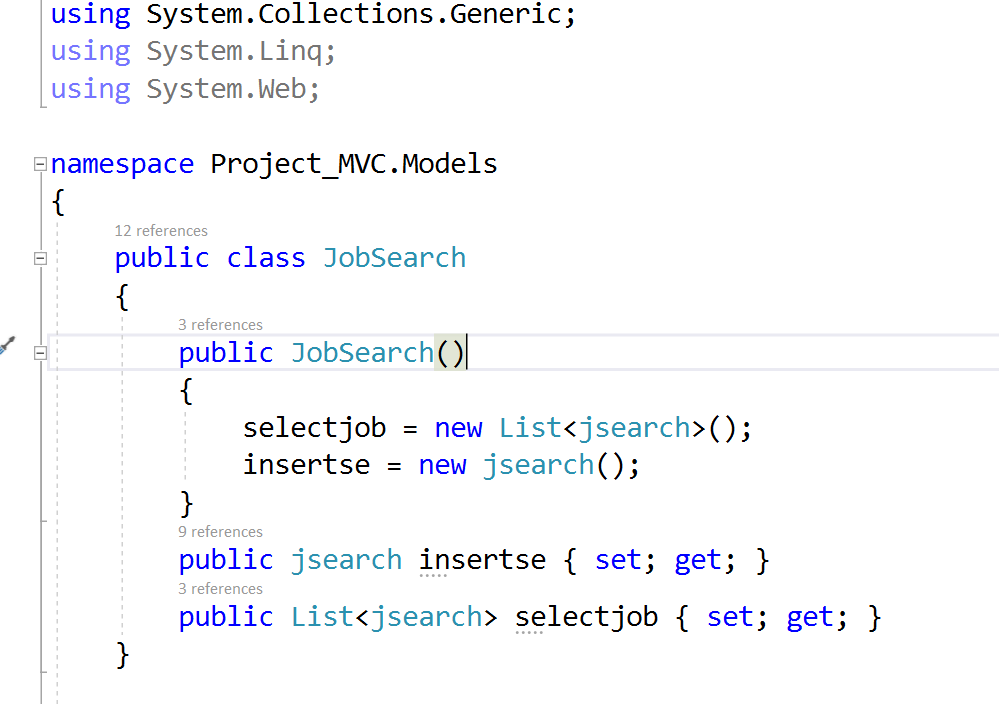 using System.Collections.Generic;
using System.Linq;
using System.Web;
namespace Project_MVC.Models
{
12 references
public class JobSearch
{
3 references
public JobSearch()
{
selectjob = new List<jsearch>();
insertse = new jsearch();
}
9 references
public jsearch insertse { set; get; }
3 references
public List<jsearch> selectjob { set; get; }
}